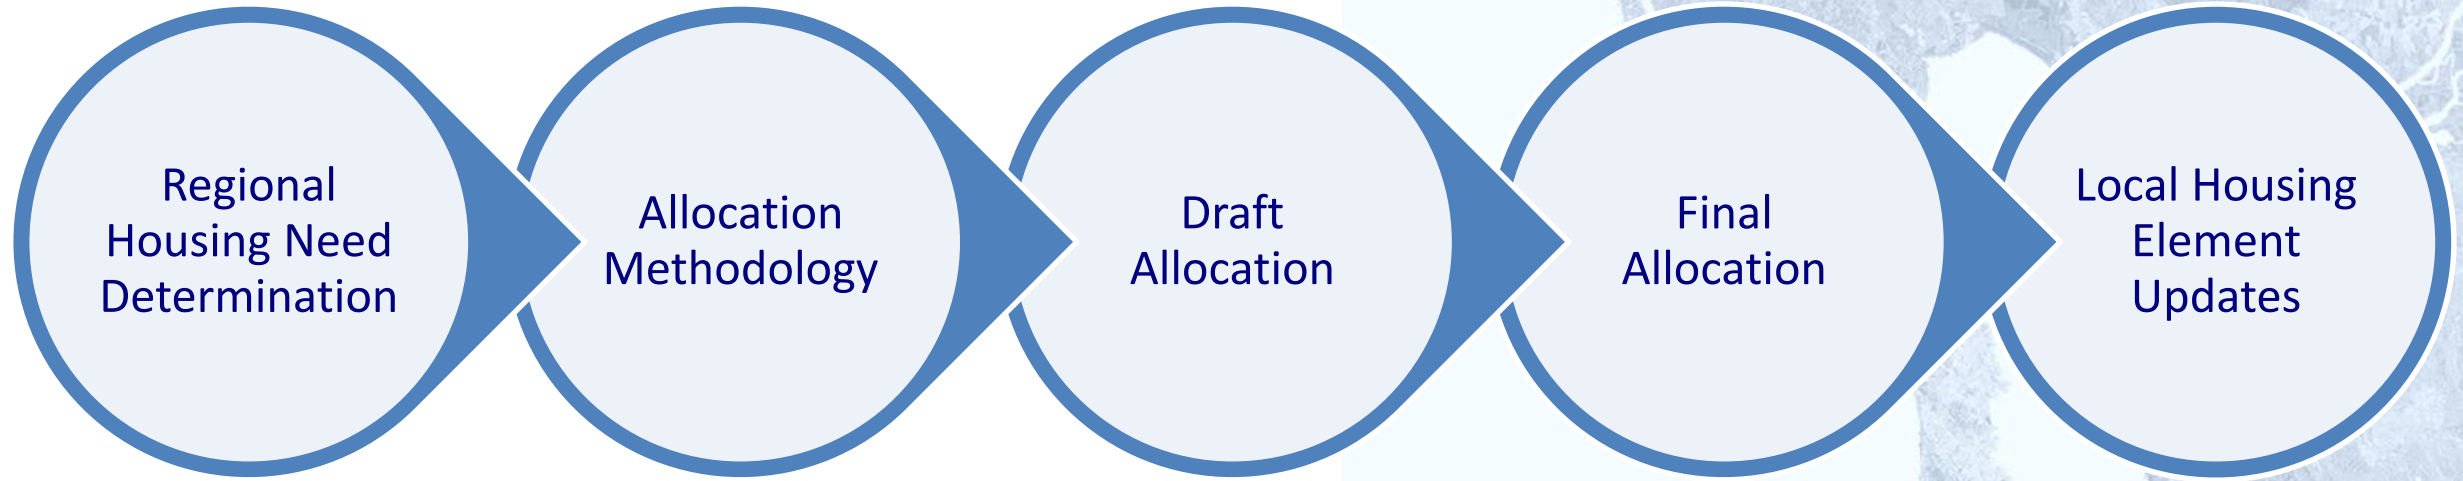 Regional
Housing Need
Determination
Allocation
Methodology
Draft
Allocation
Final
Allocation
Local Housing
Element
Updates